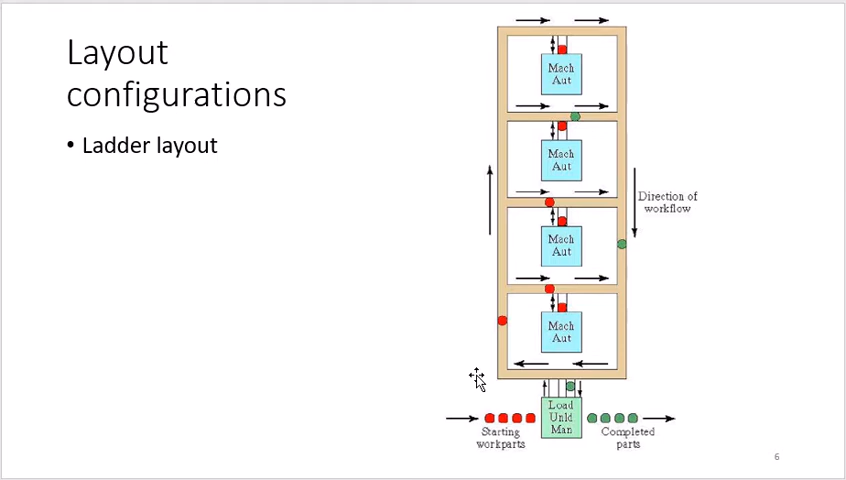 Layout
configurations
• Ladder layout
Mach
Aut
Mach
Aut
Mach
Aut
Mach
Aut
Direction of
workflow
Load
Unld
Man
Starting
workparts
Completed
parts
6